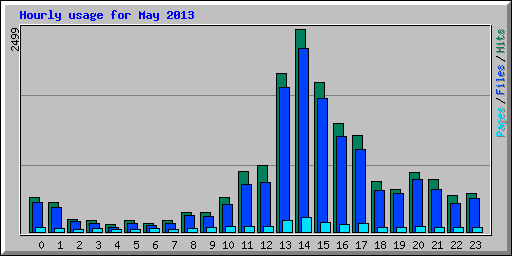 Hourly usage for May 2013
2499
Pages/Files/Hits
0 1 2 3 4 5 6 7 8 9 10 11 12 13 14 15 16 17 18 19 20 21 22 23